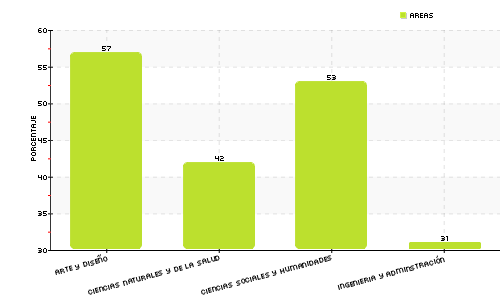 AREAS
60
55
50
45
40
35
30
PORCENTAJE
57
42
53
31
ARTE Y DISEÑO
CIENCIAS NATURALES Y DE LA SALUD
CIENCIAS SOCIALES Y HUMANIDADES
INGENIERIA Y ADMINSTRACIÓN